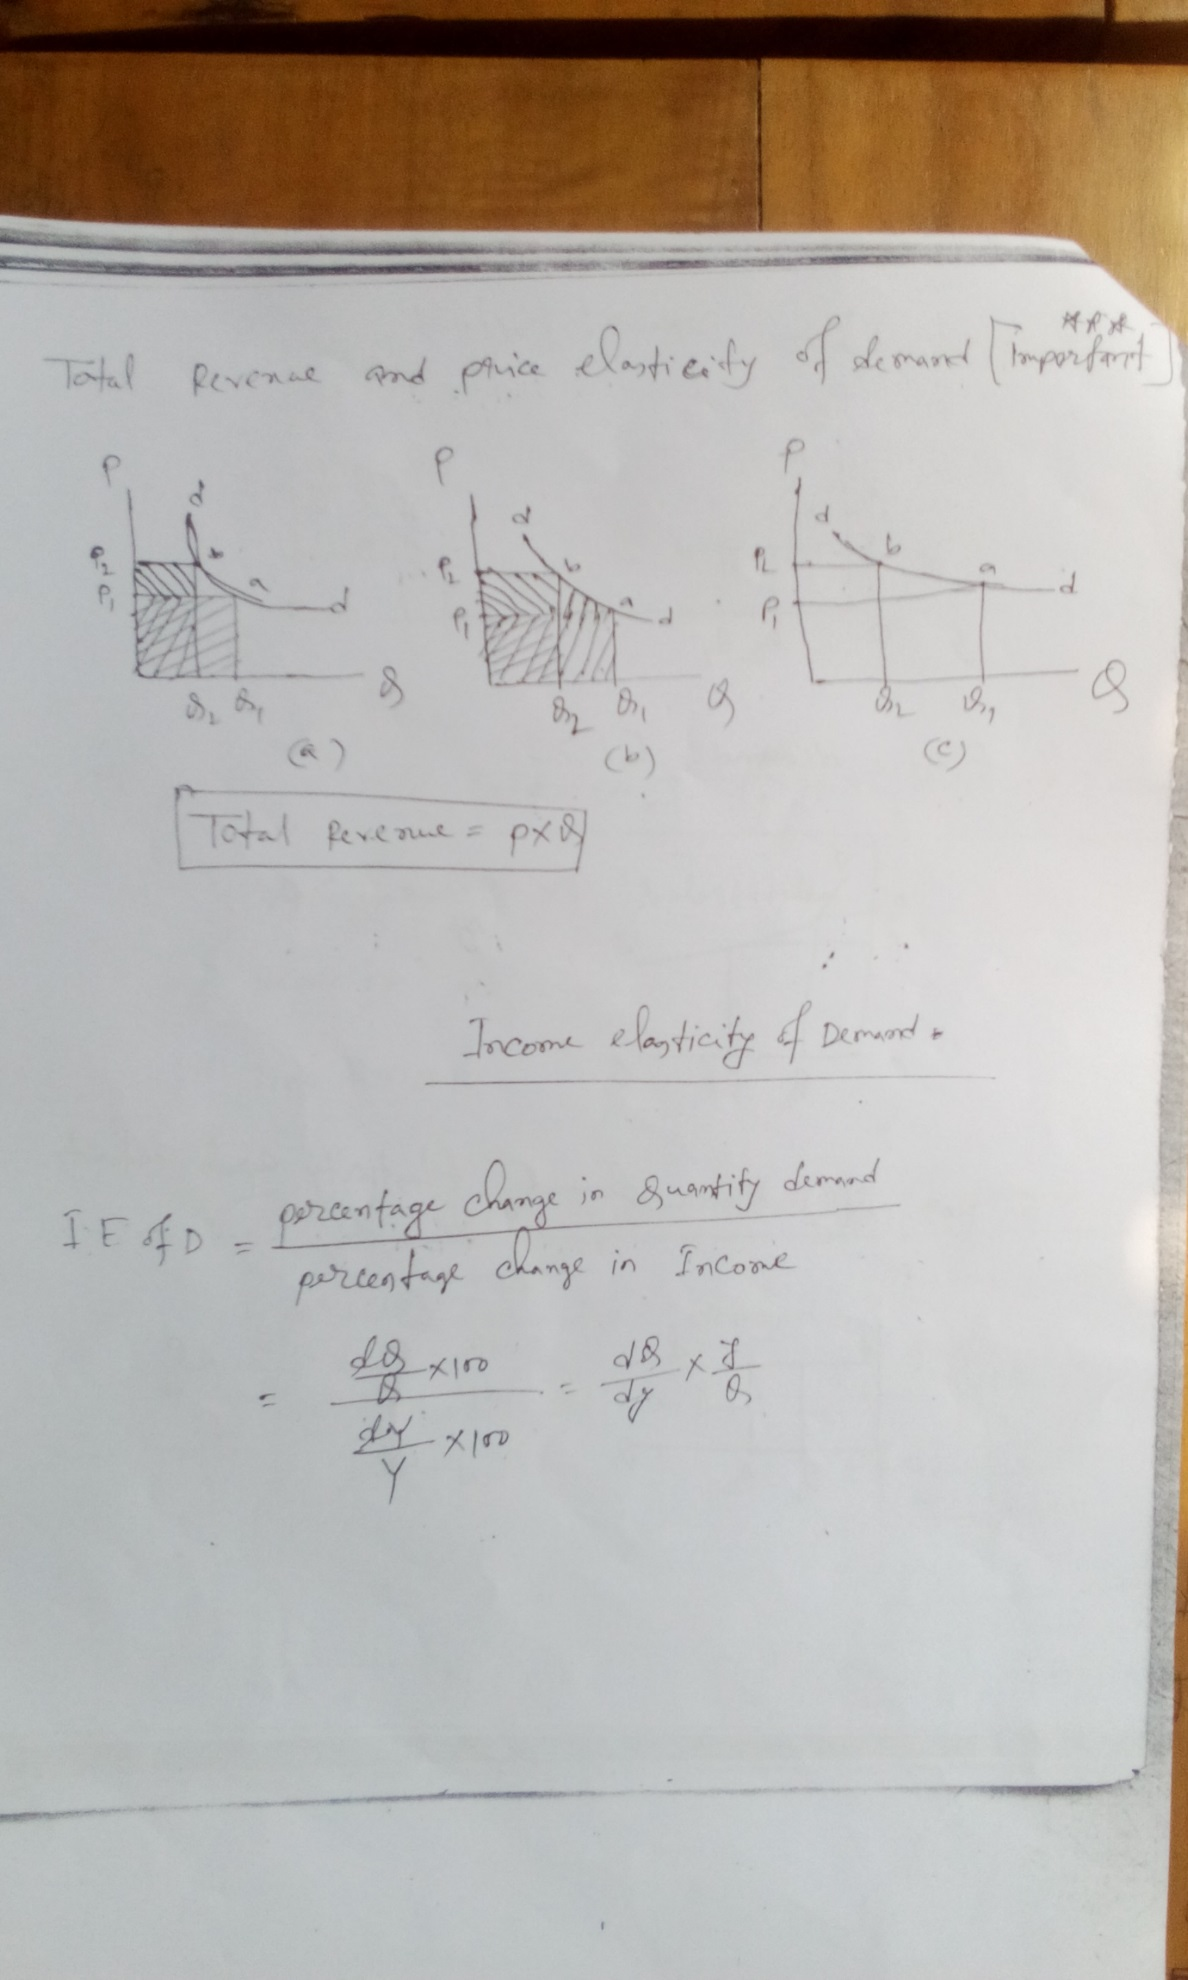 Total Revenue and price elasticity of demand [Important]
P P P
d d d
P2 b P2 b P2 b
P1 a d P1 a d P1 a d
Q2 Q1 Q Q2 Q1 Q Q2 Q1 Q
(a) (b) (c)
Total Revenue = P×Q
Income elasticity of Demand.
I E of D = percentage change in Quantity demand
percentage change in Income
= dQ/Q ×100 = dQ/dy × y/Q
dY/Y ×100